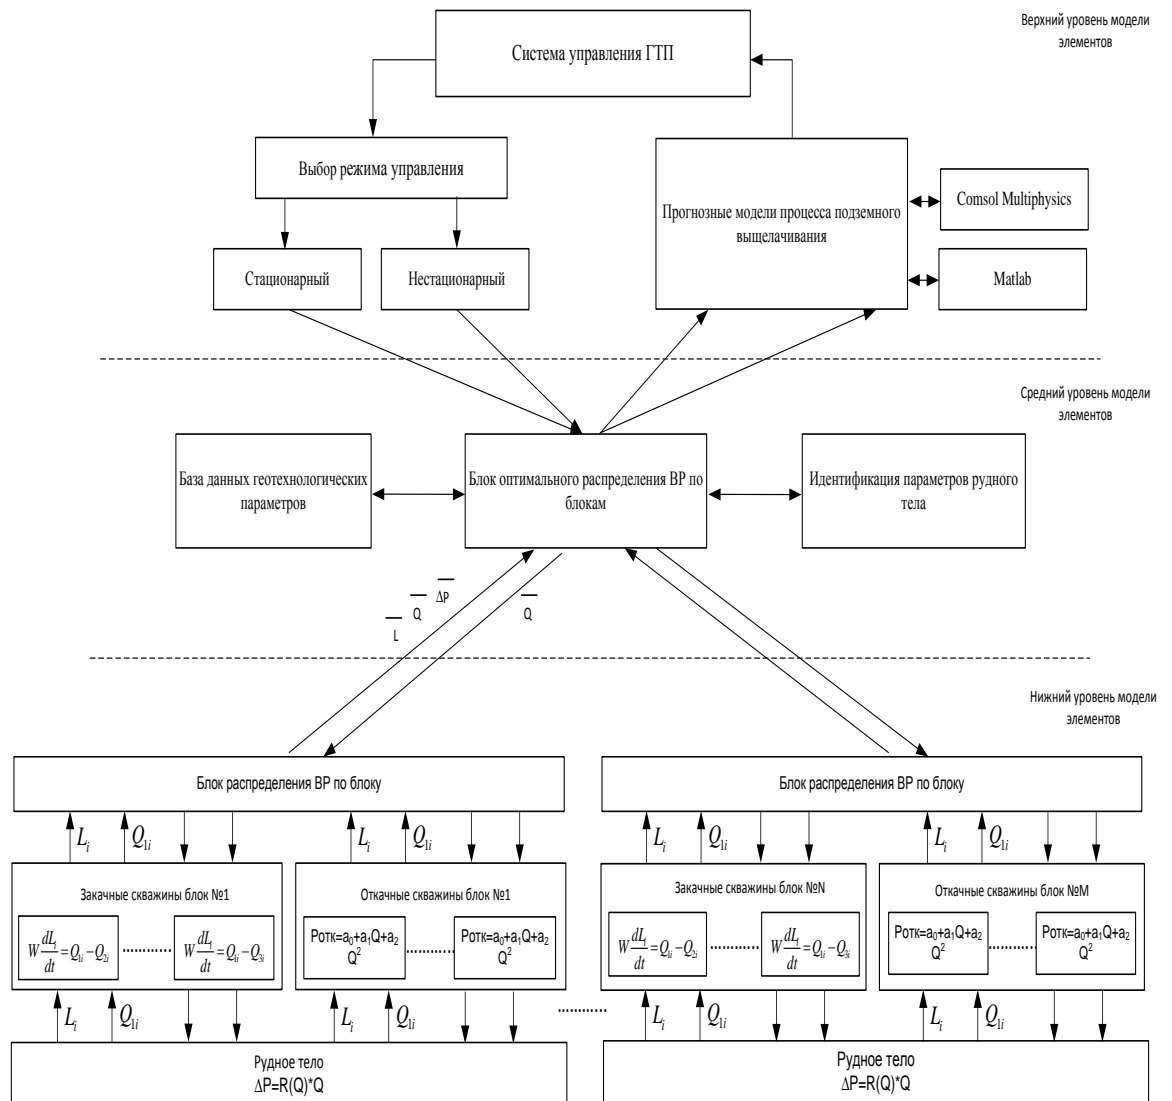 Верхний уровень модели
элементов
Система управления ГТП
Выбор режима управления
Стационарный
Нестационарный
Прогнозные модели процесса подземного
выщелачивания
Comsol Multiphysics
Matlab
Средний уровень модели
элементов
База данных геотехнологических
параметров
Блок оптимального распределения ВР по
блокам
Идентификация параметров рудного
тела
L̅ Q̅ ΔP̅
Q̅
Нижний уровень модели
элементов
Блок распределения ВР по блоку
Блок распределения ВР по блоку
Lᵢ Q₁ᵢ Lᵢ Q₁ᵢ
Lᵢ Q₁ᵢ Lᵢ Q₁ᵢ
Закачные скважины блок №1
W dLᵢ/dt = Q₁ᵢ – Q₂ᵢ ............ W dLᵢ/dt = Q₁ᵢ – Q₃ᵢ
Откачные скважины блок №1
Pотк=a₀+a₁Q+a₂
Q²
............
Pотк=a₀+a₁Q+a₂
Q²
Закачные скважины блок №N
W dLᵢ/dt = Q₁ᵢ – Q₂ᵢ ............ W dLᵢ/dt = Q₁ᵢ – Q₃ᵢ
Откачные скважины блок №M
Pотк=a₀+a₁Q+a₂
Q²
............
Pотк=a₀+a₁Q+a₂
Q²
Lᵢ Q₁ᵢ Lᵢ Q₁ᵢ
............
Lᵢ Q₁ᵢ Lᵢ Q₁ᵢ
Рудное тело
ΔP=R(Q)*Q
Рудное тело
ΔP=R(Q)*Q